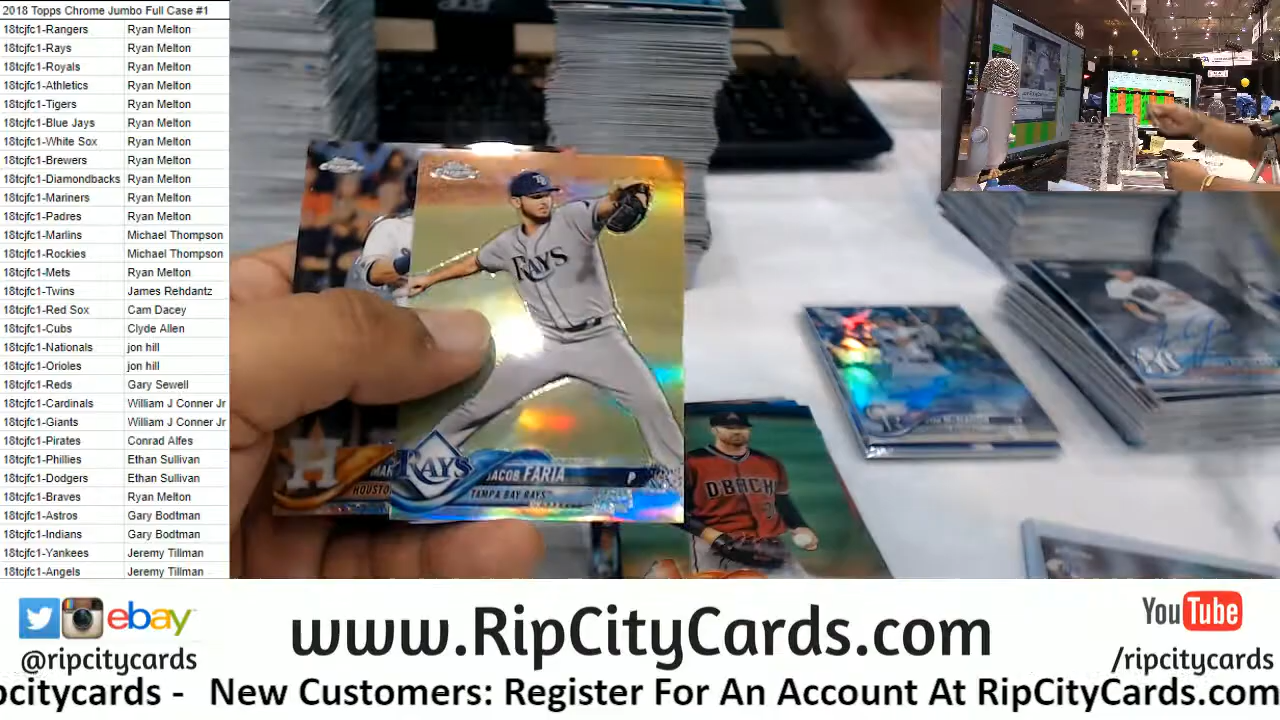 2018 Topps Chrome Jumbo Full Case #1
18tcjfc1-Rangers Ryan Melton
18tcjfc1-Rays Ryan Melton
18tcjfc1-Royals Ryan Melton
18tcjfc1-Athletics Ryan Melton
18tcjfc1-Tigers Ryan Melton
18tcjfc1-Blue Jays Ryan Melton
18tcjfc1-White Sox Ryan Melton
18tcjfc1-Brewers Ryan Melton
18tcjfc1-Diamondbacks Ryan Melton
18tcjfc1-Mariners Ryan Melton
18tcjfc1-Padres Ryan Melton
18tcjfc1-Marlins Michael Thompson
18tcjfc1-Rockies Michael Thompson
18tcjfc1-Mets Ryan Melton
18tcjfc1-Twins James Rehdantz
18tcjfc1-Red Sox Cam Dacey
18tcjfc1-Cubs Clyde Allen
18tcjfc1-Nationals jon hill
18tcjfc1-Orioles jon hill
18tcjfc1-Reds Gary Sewell
18tcjfc1-Cardinals William J Conner Jr
18tcjfc1-Giants William J Conner Jr
18tcjfc1-Pirates Conrad Alfes
18tcjfc1-Phillies Ethan Sullivan
18tcjfc1-Dodgers Ethan Sullivan
18tcjfc1-Braves Ryan Melton
18tcjfc1-Astros Gary Bodtman
18tcjfc1-Indians Gary Bodtman
18tcjfc1-Yankees Jeremy Tillman
18tcjfc1-Angels Jeremy Tillman
Chrome
TB
RAYS
RAYS
JACOB FARIA P
TAMPA BAY RAYS
H MAR
HOUSTO
D·BACK
ebay
@ripcitycards
www.RipCityCards.com
YouTube
/ripcitycards
pcitycards - New Customers: Register For An Account At RipCityCards.com